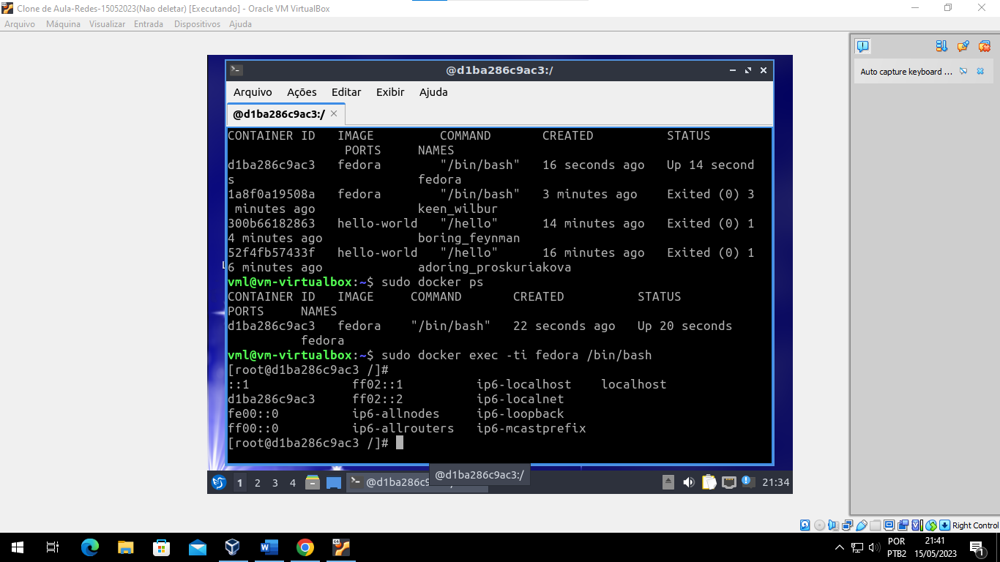 Clone de Aula-Redes-15052023(Nao deletar) [Executando] - Oracle VM VirtualBox
Arquivo Máquina Visualizar Entrada Dispositivos Ajuda
Auto capture keyboard ...
@d1ba286c9ac3:/
Arquivo Ações Editar Exibir Ajuda
@d1ba286c9ac3:/
CONTAINER ID IMAGE COMMAND CREATED STATUS
PORTS NAMES
d1ba286c9ac3 fedora "/bin/bash" 16 seconds ago Up 14 second
s fedora
1a8f0a19508a fedora "/bin/bash" 3 minutes ago Exited (0) 3
minutes ago keen_wilbur
300b66182863 hello-world "/hello" 14 minutes ago Exited (0) 1
4 minutes ago boring_feynman
52f4fb57433f hello-world "/hello" 16 minutes ago Exited (0) 1
6 minutes ago adoring_proskuriakova
vml@vm-virtualbox:~$ sudo docker ps
CONTAINER ID IMAGE COMMAND CREATED STATUS
PORTS NAMES
d1ba286c9ac3 fedora "/bin/bash" 22 seconds ago Up 20 seconds
fedora
vml@vm-virtualbox:~$ sudo docker exec -ti fedora /bin/bash
[root@d1ba286c9ac3 /]#
::1 ff02::1 ip6-localhost localhost
d1ba286c9ac3 ff02::2 ip6-localnet
fe00::0 ip6-allnodes ip6-loopback
ff00::0 ip6-allrouters ip6-mcastprefix
[root@d1ba286c9ac3 /]#
@d1ba286c9ac3:/
1 2 3 4 @d1ba286c9 21:34
Right Control
POR 21:41
PTB2 15/05/2023 1